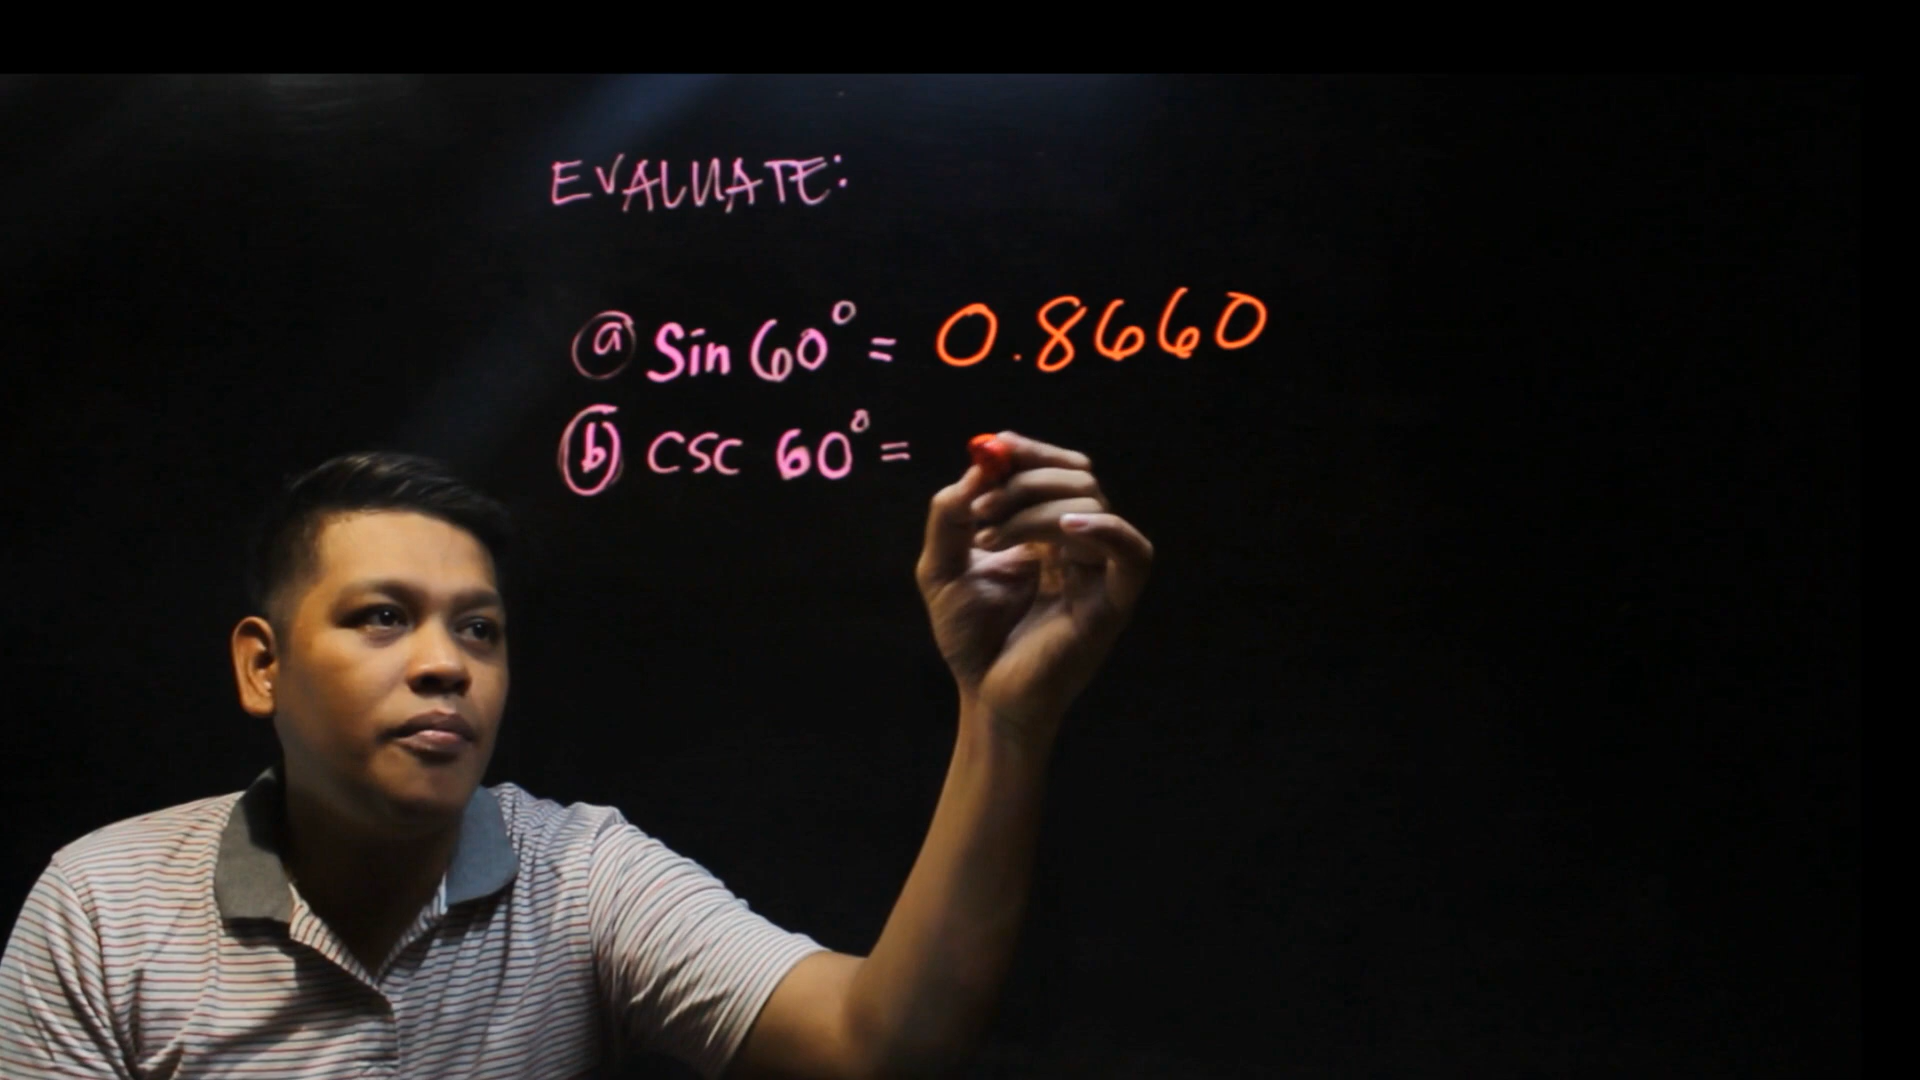 EVALUATE:
(a) Sin 60° = 0.8660
(b) csc 60° =